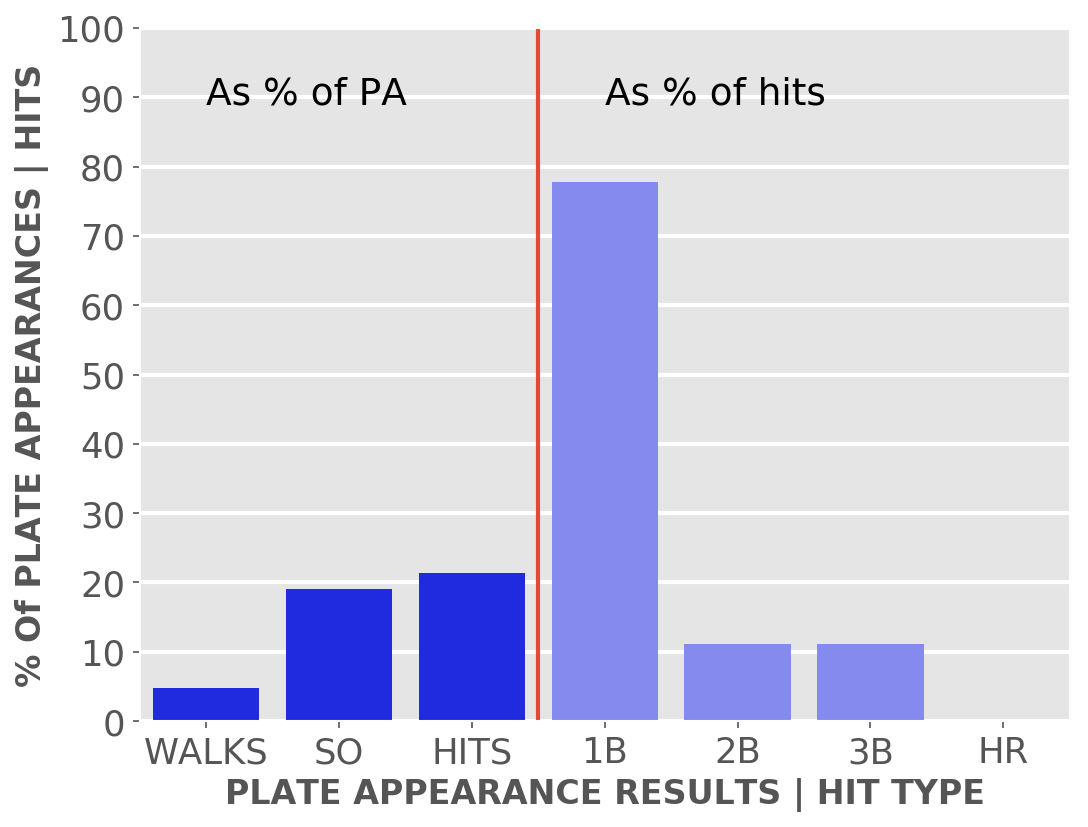 100
90
80
70
60
50
40
30
20
10
0
% Of PLATE APPEARANCES | HITS
As % of PA
As % of hits
WALKS SO HITS 1B 2B 3B HR
PLATE APPEARANCE RESULTS | HIT TYPE